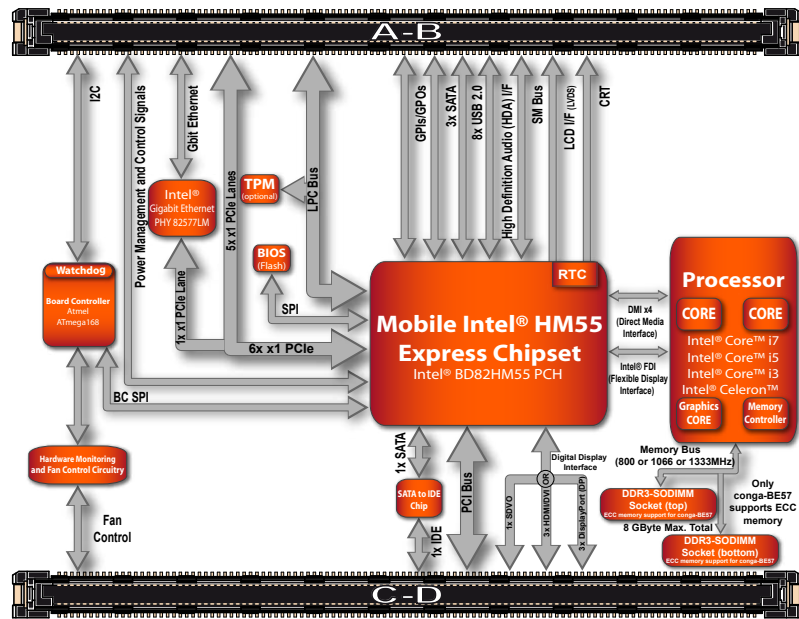 A-B
I2C
Power Management and Control Signals
Gbit Ethernet
5x x1 PCIe Lanes
LPC Bus
GPIs/GPOs
3x SATA
8x USB 2.0
High Definition Audio (HDA) I/F
SM Bus
LCD I/F (LVDS)
CRT
Intel®
Gigabit Ethernet
PHY 82577LM
TPM
(optional)
BIOS
(Flash)
SPI
1x x1 PCIe Lane
6x x1 PCIe
BC SPI
Watchdog
Board Controller
Atmel
ATmega168
Hardware Monitoring
and Fan Control Circuitry
Fan
Control
RTC
Mobile Intel® HM55
Express Chipset
Intel® BD82HM55 PCH
DMI x4
(Direct Media
Interface)
Intel® FDI
(Flexible Display
Interface)
Processor
CORE
CORE
Intel® Core™ i7
Intel® Core™ i5
Intel® Core™ i3
Intel® Celeron™
Graphics
CORE
Memory
Controller
Memory Bus
(800 or 1066 or 1333MHz)
DDR3-SODIMM
Socket (top)
ECC memory support for conga-BE57
8 GByte Max. Total
Only
conga-BE57
supports ECC
memory
DDR3-SODIMM
Socket (bottom)
ECC memory support for conga-BE57
1x SATA
SATA to IDE
Chip
1x IDE
PCI Bus
Digital Display
Interface
OR
1x SDVO
3x HDMI/DVI
3x DisplayPort (DP)
C-D